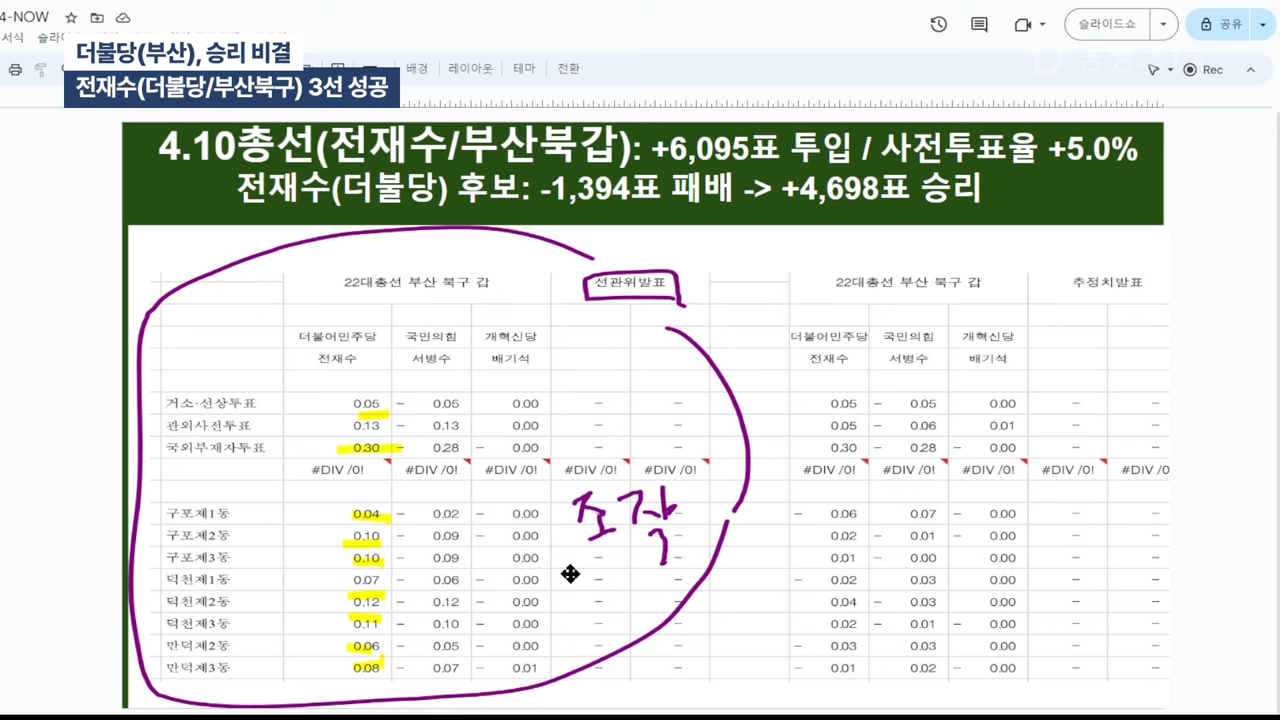 4-NOW
서식 슬라이
슬라이드쇼
공유
더불당(부산), 승리 비결
배경 레이아웃 테마 전환
Rec
전재수(더불당/부산북구) 3선 성공
4.10총선(전재수/부산북갑): +6,095표 투입 / 사전투표율 +5.0%
전재수(더불당) 후보: -1,394표 패배 -> +4,698표 승리
22대총선 부산 북구 갑 선관위발표 22대총선 부산 북구 갑 추정치발표
더불어민주당 국민의힘 개혁신당 더불어민주당 국민의힘 개혁신당
전재수 서병수 배기석 전재수 서병수 배기석
거소·선상투표 0.05 – 0.05 0.00 – – 0.05 – 0.05 0.00 – –
관외사전투표 0.13 – 0.13 0.00 – – 0.05 – 0.06 0.01 – –
국외부재자투표 0.30 – 0.28 – 0.00 – – 0.30 – 0.28 – 0.00 – –
#DIV /0! #DIV /0! #DIV /0! #DIV /0! #DIV /0! #DIV /0! #DIV /0! #DIV /0! #DIV /0! #DIV /0
구포제1동 0.04 – 0.02 – 0.00 – – 0.06 0.07 – 0.00 – –
구포제2동 0.10 – 0.09 – 0.00 – – 0.02 – 0.01 – 0.00 – –
구포제3동 0.10 – 0.09 0.00 – – 0.01 – 0.00 0.00 – –
덕천제1동 0.07 – 0.06 – 0.00 – – – 0.02 0.03 0.00 – –
덕천제2동 0.12 – 0.12 – 0.00 – – 0.04 – 0.03 0.00 – –
덕천제3동 0.11 – 0.10 – 0.00 – – 0.02 – 0.01 – 0.00 – –
만덕제2동 0.06 – 0.05 – 0.00 – – – 0.03 0.03 0.00 – –
만덕제3동 0.08 – 0.07 – 0.01 – – – 0.01 0.02 – 0.00 – –
조작